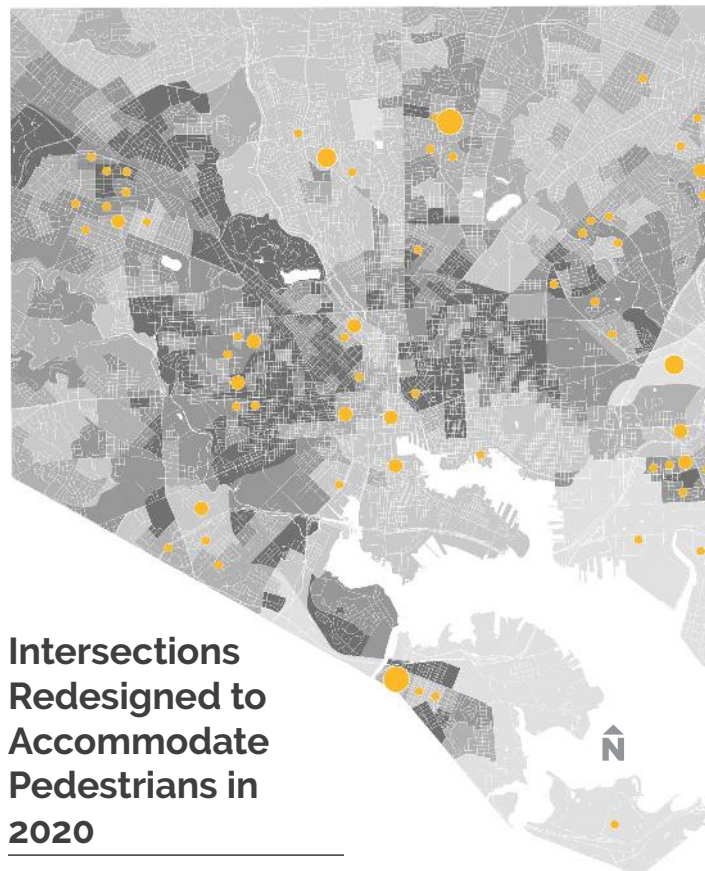 Intersections
Redesigned to
Accommodate
Pedestrians in
2020
N